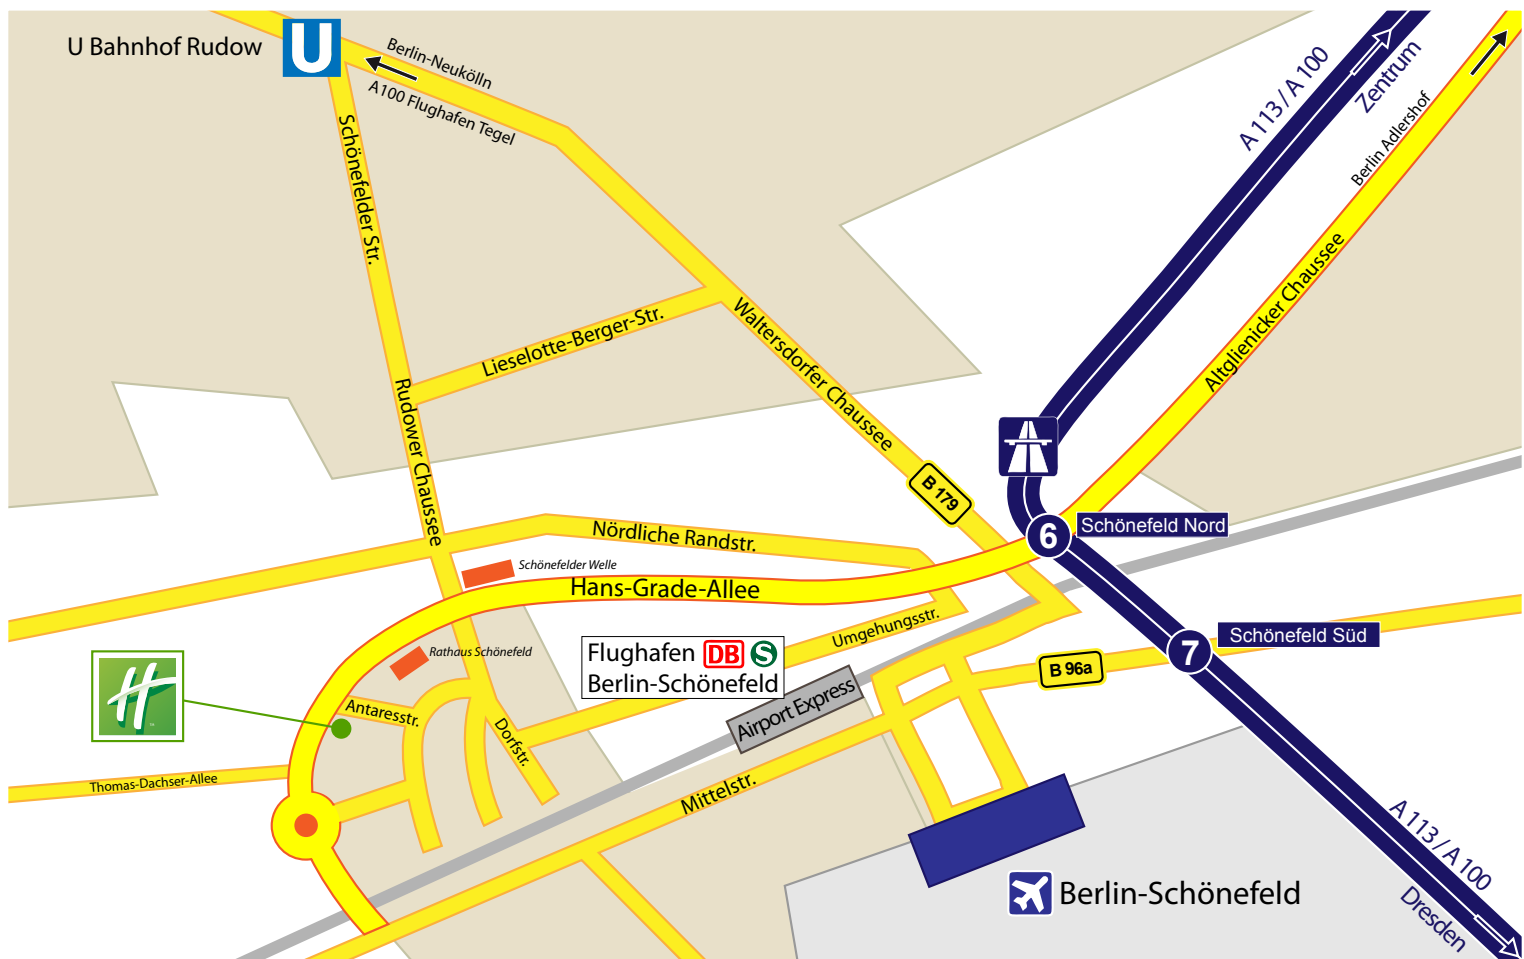 U Bahnhof Rudow
U
Berlin-Neukölln
A100 Flughafen Tegel
A 113 / A 100
Zentrum
Berlin Adlershof
Schönefelder Str.
Altglienicker Chaussee
Lieselotte-Berger-Str.
Waltersdorfer Chaussee
Rudower Chaussee
B 179
6
Schönefeld Nord
Nördliche Randstr.
Schönefelder Welle
Hans-Grade-Allee
Umgehungsstr.
7
Schönefeld Süd
Rathaus Schönefeld
Flughafen DB S
Berlin-Schönefeld
B 96a
H
Antaresstr.
Airport Express
Dorfstr.
Thomas-Dachser-Allee
Mittelstr.
A 113 / A 100
Dresden
Berlin-Schönefeld